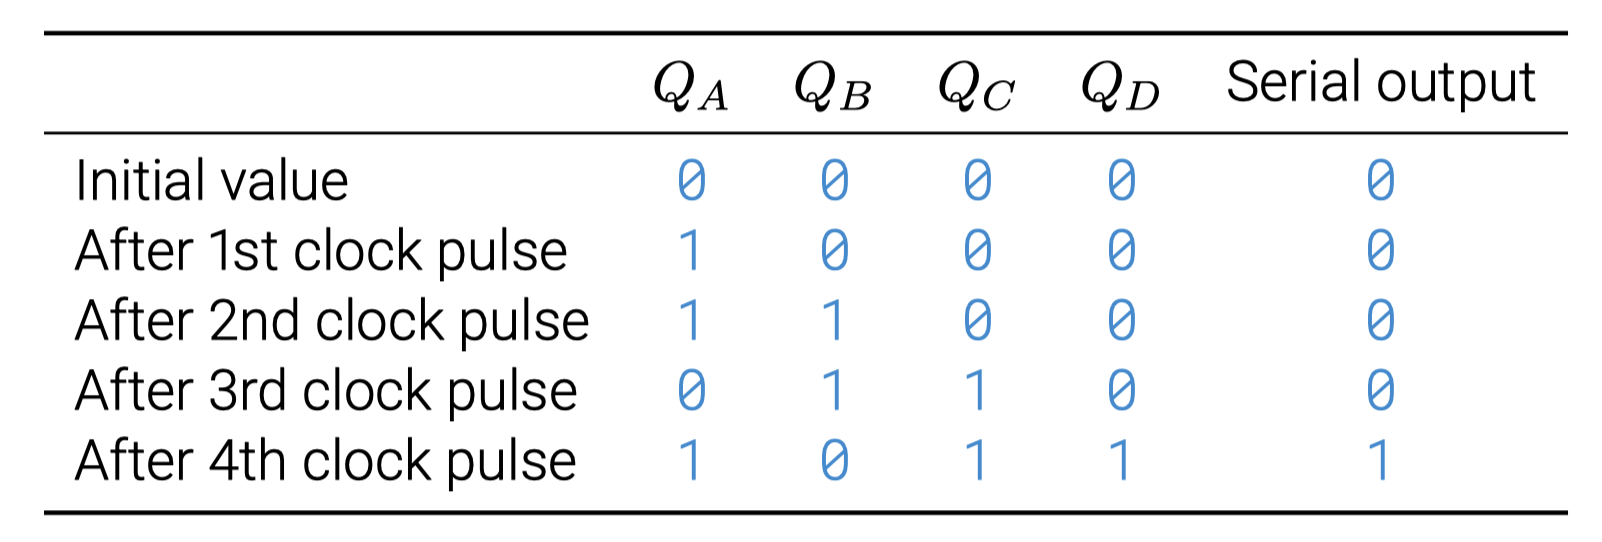 Q_A Q_B Q_C Q_D Serial output
Initial value 0 0 0 0 0
After 1st clock pulse 1 0 0 0 0
After 2nd clock pulse 1 1 0 0 0
After 3rd clock pulse 0 1 1 0 0
After 4th clock pulse 1 0 1 1 1